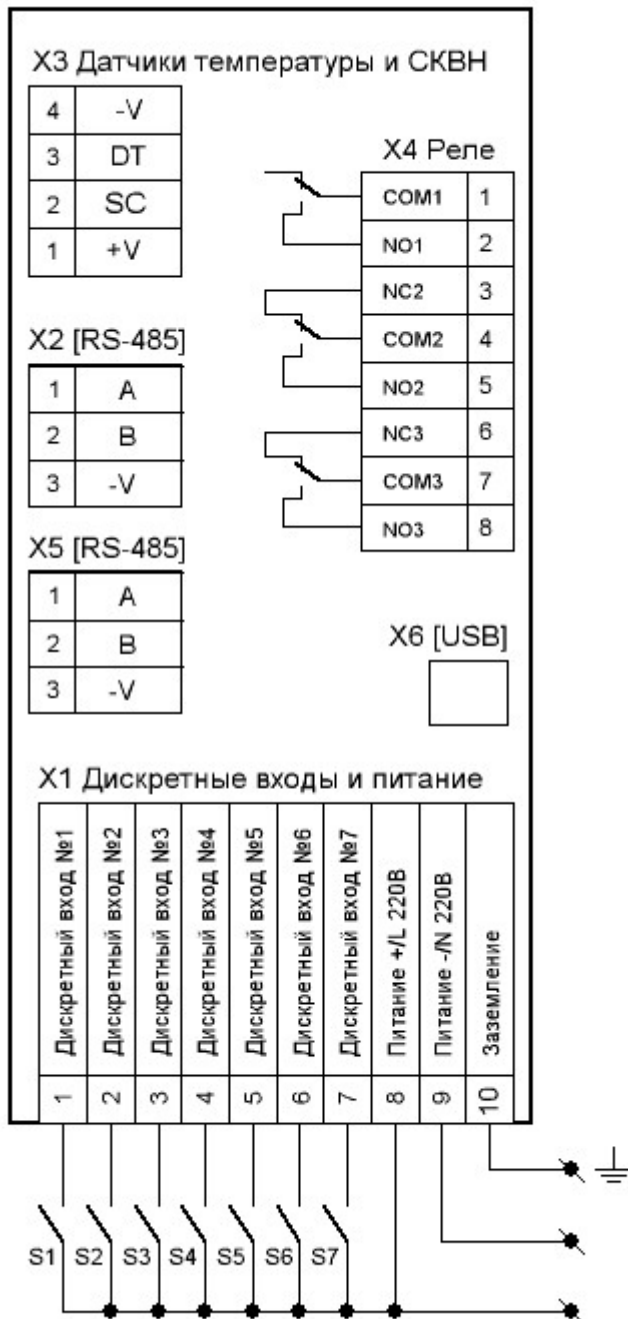 X3 Датчики температуры и СКВН
4 -V
3 DT
2 SC
1 +V
X4 Реле
COM1 1
NO1 2
NC2 3
COM2 4
NO2 5
NC3 6
COM3 7
NO3 8
X2 [RS-485]
1 A
2 B
3 -V
X5 [RS-485]
1 A
2 B
3 -V
X6 [USB]
X1 Дискретные входы и питание
Дискретный вход №1
Дискретный вход №2
Дискретный вход №3
Дискретный вход №4
Дискретный вход №5
Дискретный вход №6
Дискретный вход №7
Питание +/L 220В
Питание -/N 220В
Заземление
1 2 3 4 5 6 7 8 9 10
S1 S2 S3 S4 S5 S6 S7